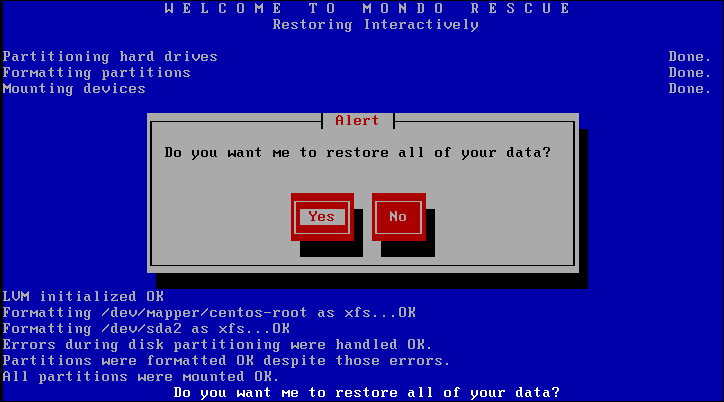 W E L C O M E   T O   M O N D O   R E S C U E
Restoring Interactively
Partitioning hard drives Done.
Formatting partitions Done.
Mounting devices Done.
Alert
Do you want me to restore all of your data?
Yes No
LVM initialized OK
Formatting /dev/mapper/centos-root as xfs...OK
Formatting /dev/sda2 as xfs...OK
Errors during disk partitioning were handled OK.
Partitions were formatted OK despite those errors.
All partitions were mounted OK.
Do you want me to restore all of your data?